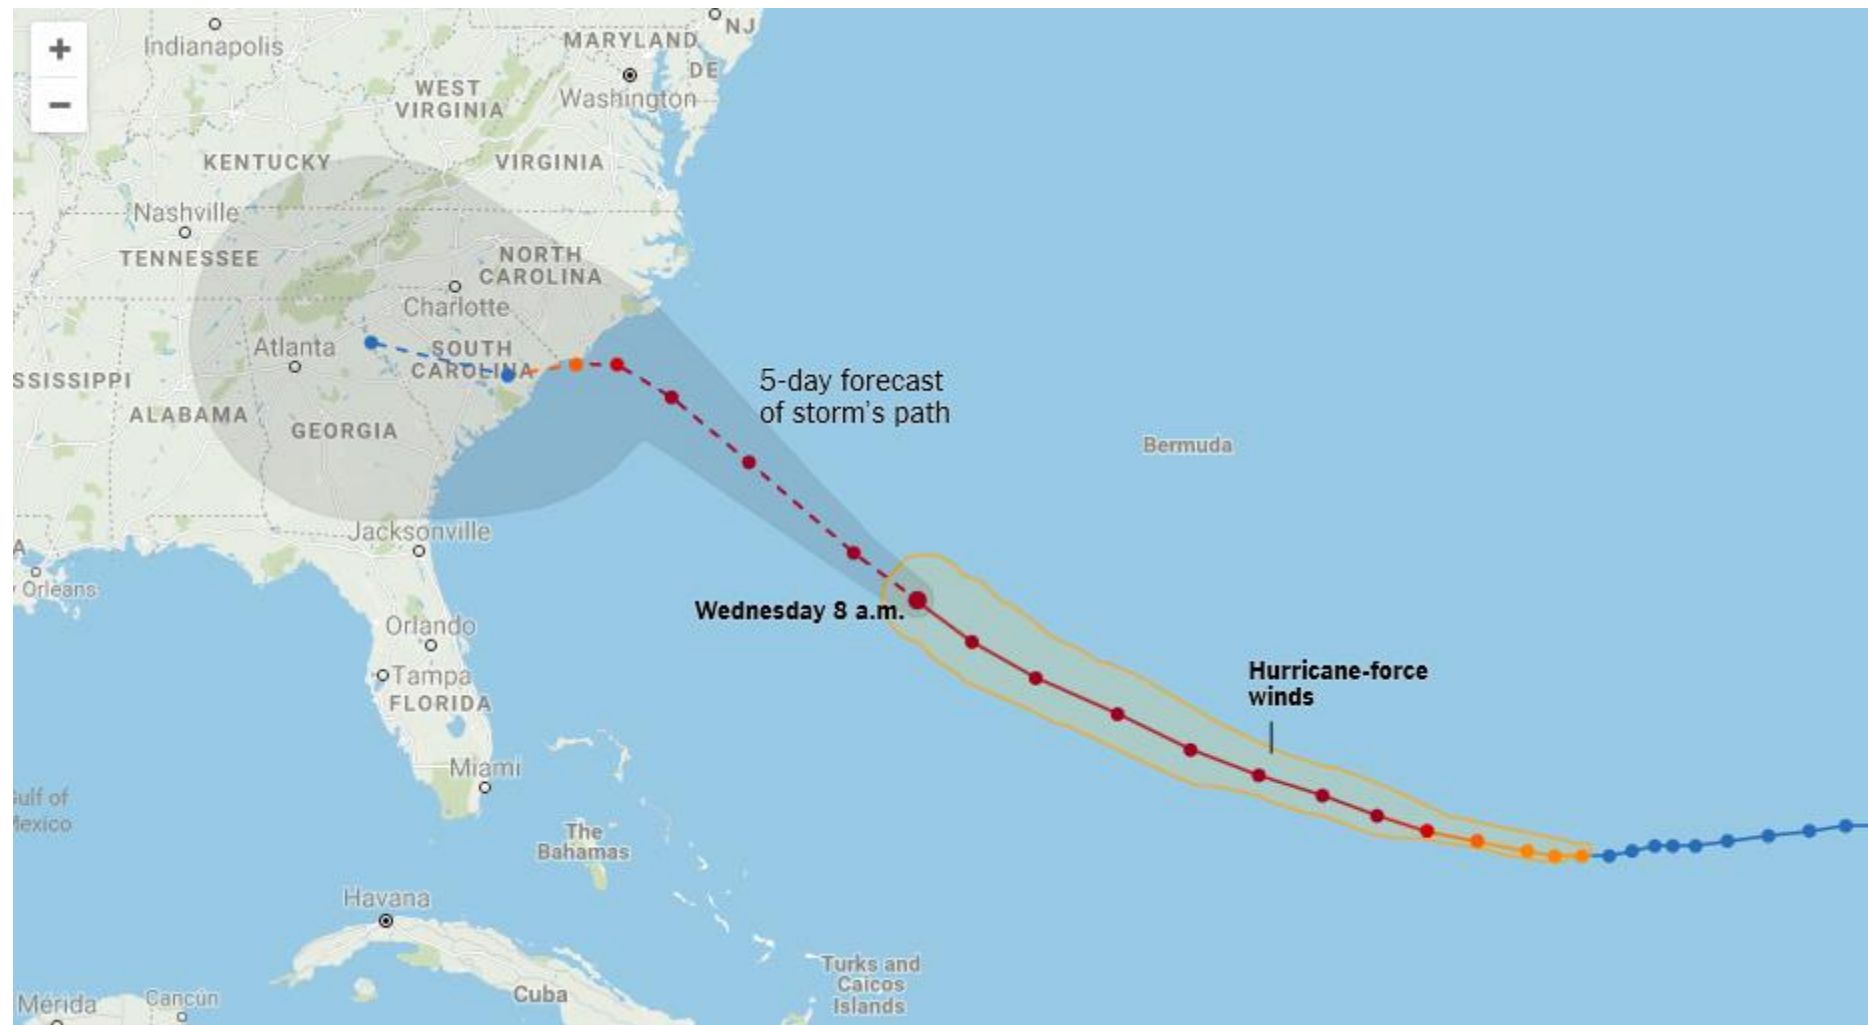 +
−
Indianapolis
NJ
MARYLAND
DE
Washington
WEST
VIRGINIA
KENTUCKY
VIRGINIA
Nashville
TENNESSEE
NORTH
CAROLINA
Charlotte
Atlanta
SOUTH
CAROLINA
SSISSIPPI
ALABAMA
GEORGIA
5-day forecast
of storm's path
Bermuda
Jacksonville
A
Orleans
Wednesday 8 a.m.
Orlando
Tampa
FLORIDA
Hurricane-force
winds
Miami
Gulf of
Mexico
The
Bahamas
Havana
Turks and
Caicos
Islands
Cuba
Mérida
Cancún